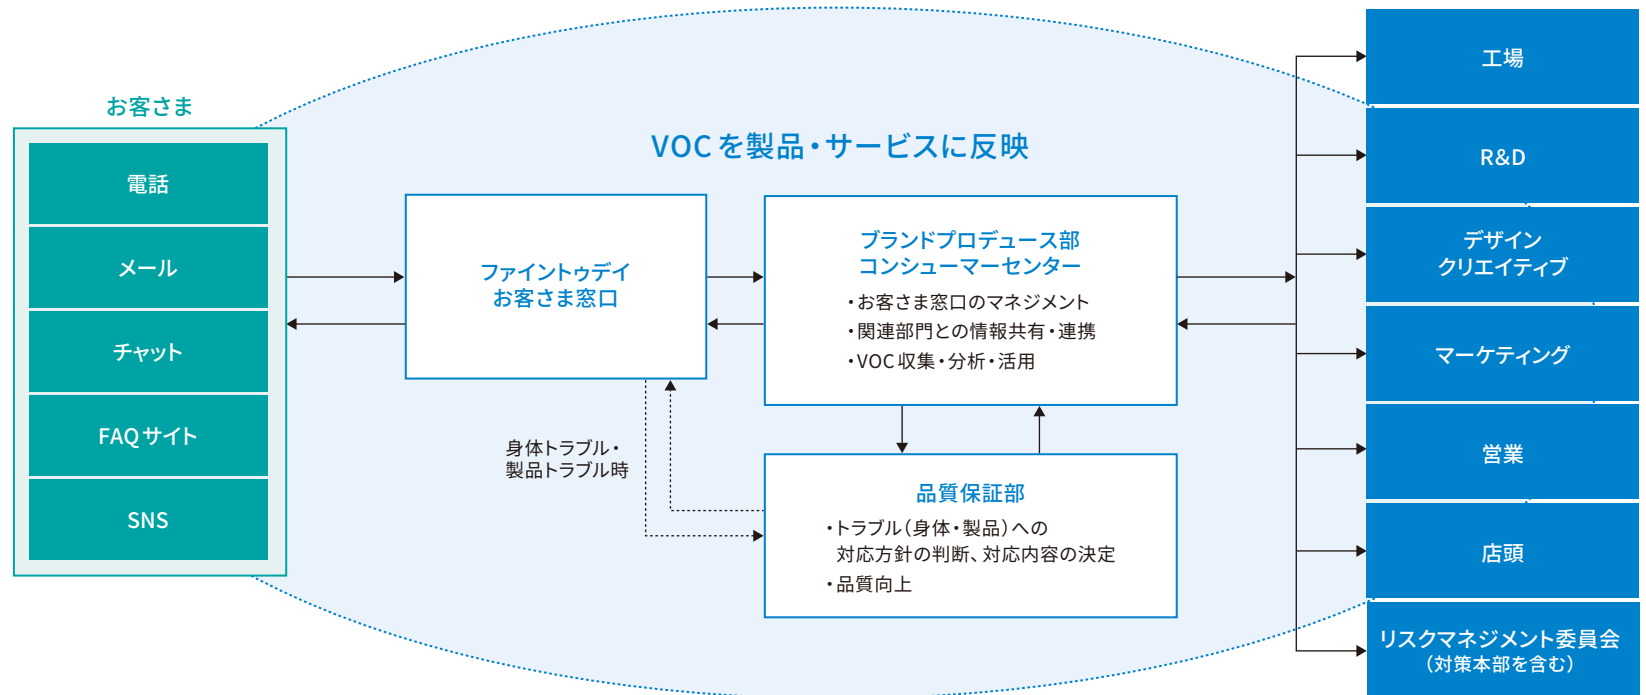 お客さま
電話
メール
チャット
FAQサイト
SNS
VOCを製品・サービスに反映
ファイントゥデイ
お客さま窓口
ブランドプロデュース部
コンシューマーセンター
・お客さま窓口のマネジメント
・関連部門との情報共有・連携
・VOC収集・分析・活用
身体トラブル・
製品トラブル時
品質保証部
・トラブル（身体・製品）への
対応方針の判断、対応内容の決定
・品質向上
工場
R&D
デザイン
クリエイティブ
マーケティング
営業
店頭
リスクマネジメント委員会
（対策本部を含む）